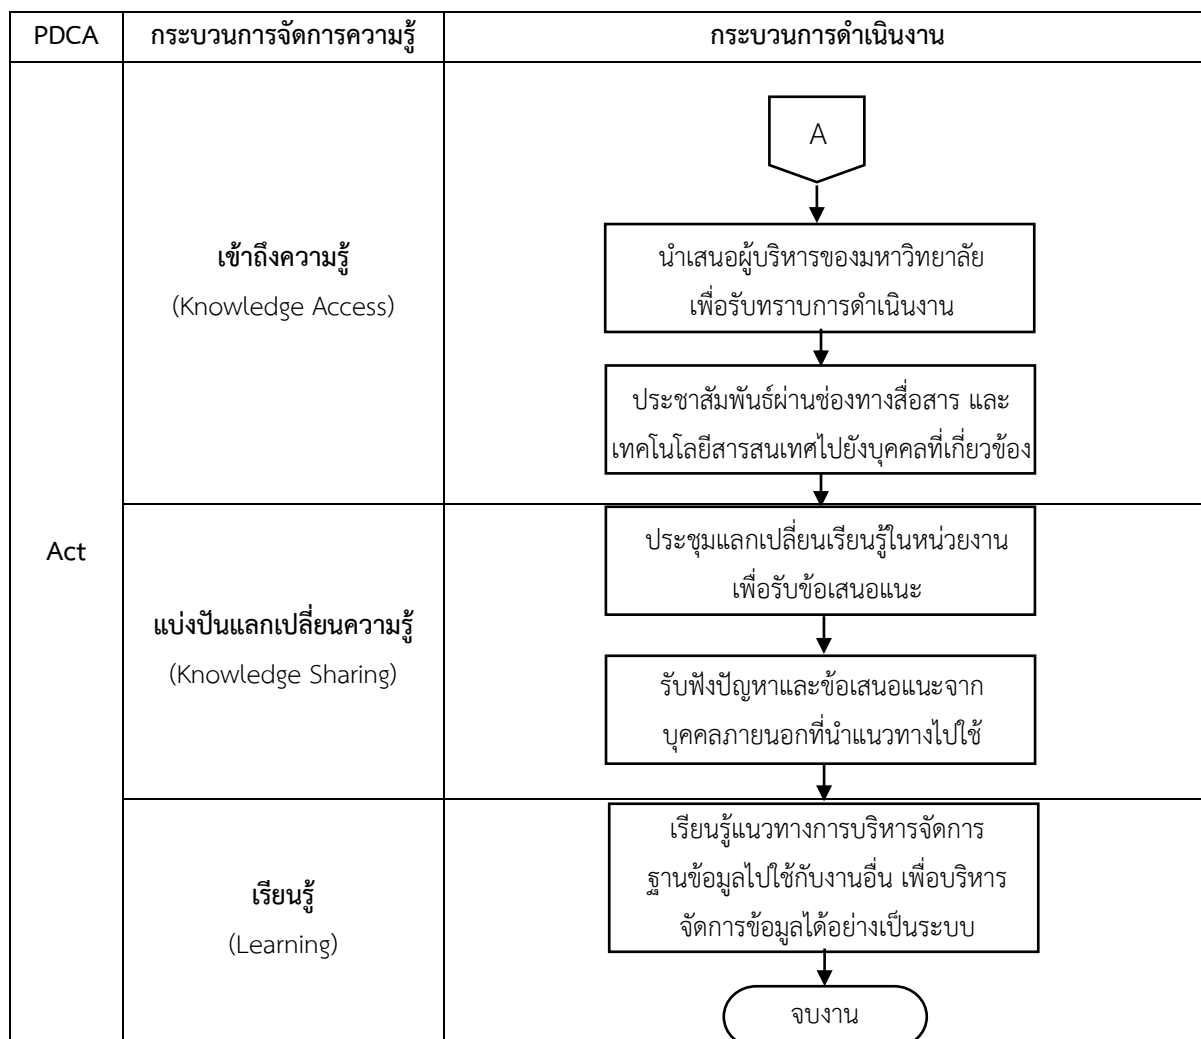 PDCA
กระบวนการจัดการความรู้
กระบวนการดำเนินงาน
Act
เข้าถึงความรู้
(Knowledge Access)
A
นำเสนอผู้บริหารของมหาวิทยาลัย
เพื่อรับทราบการดำเนินงาน
ประชาสัมพันธ์ผ่านช่องทางสื่อสาร และ
เทคโนโลยีสารสนเทศไปยังบุคคลที่เกี่ยวข้อง
แบ่งปันแลกเปลี่ยนความรู้
(Knowledge Sharing)
ประชุมแลกเปลี่ยนเรียนรู้ในหน่วยงาน
เพื่อรับข้อเสนอแนะ
รับฟังปัญหาและข้อเสนอแนะจาก
บุคคลภายนอกที่นำแนวทางไปใช้
เรียนรู้
(Learning)
เรียนรู้แนวทางการบริหารจัดการ
ฐานข้อมูลไปใช้กับงานอื่น เพื่อบริหาร
จัดการข้อมูลได้อย่างเป็นระบบ
จบงาน